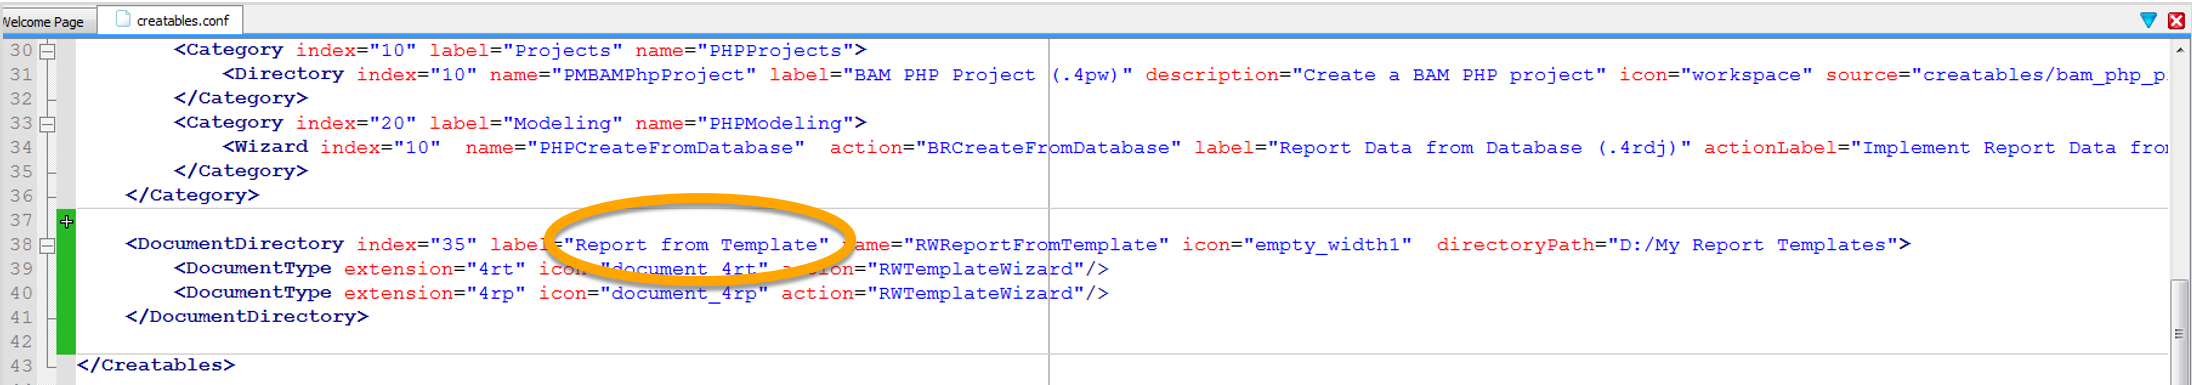 Welcome Page creatables.conf
30 <Category index="10" label="Projects" name="PHPProjects">
31 <Directory index="10" name="PMBAMPhpProject" label="BAM PHP Project (.4pw)" description="Create a BAM PHP project" icon="workspace" source="creatables/bam_php_p
32 </Category>
33 <Category index="20" label="Modeling" name="PHPModeling">
34 <Wizard index="10" name="PHPCreateFromDatabase" action="BRCreateFromDatabase" label="Report Data from Database (.4rdj)" actionLabel="Implement Report Data fro
35 </Category>
36 </Category>
37
38 <DocumentDirectory index="35" label="Report from Template" name="RWReportFromTemplate" icon="empty_width1" directoryPath="D:/My Report Templates">
39 <DocumentType extension="4rt" icon="document_4rt" action="RWTemplateWizard"/>
40 <DocumentType extension="4rp" icon="document_4rp" action="RWTemplateWizard"/>
41 </DocumentDirectory>
42
43 </Creatables>